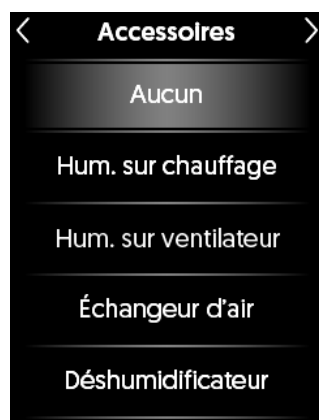 Accessoires
Aucun
Hum. sur chauffage
Hum. sur ventilateur
Échangeur d'air
Déshumidificateur